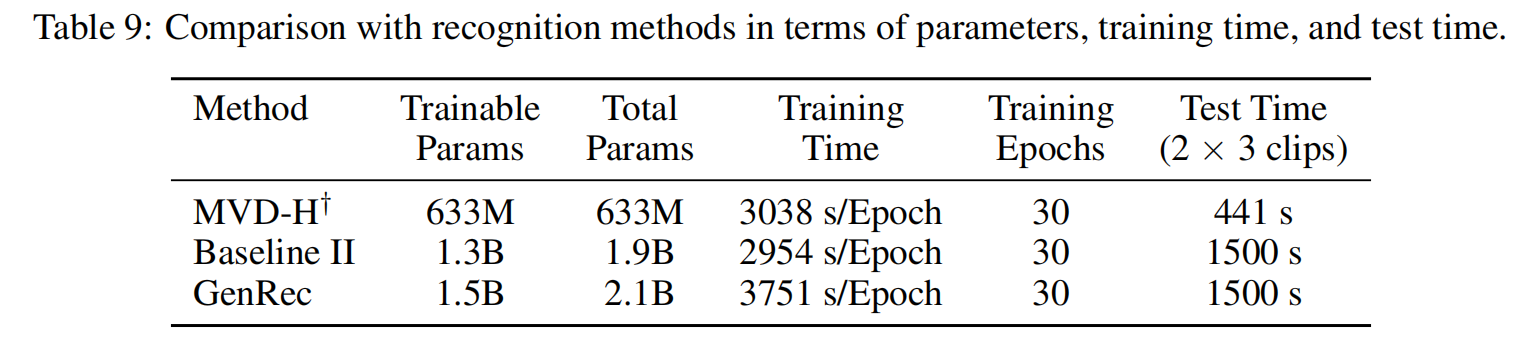 Table 9: Comparison with recognition methods in terms of parameters, training time, and test time.
Method Trainable Params Total Params Training Time Training Epochs Test Time (2 × 3 clips)
MVD-H† 633M 633M 3038 s/Epoch 30 441 s
Baseline II 1.3B 1.9B 2954 s/Epoch 30 1500 s
GenRec 1.5B 2.1B 3751 s/Epoch 30 1500 s